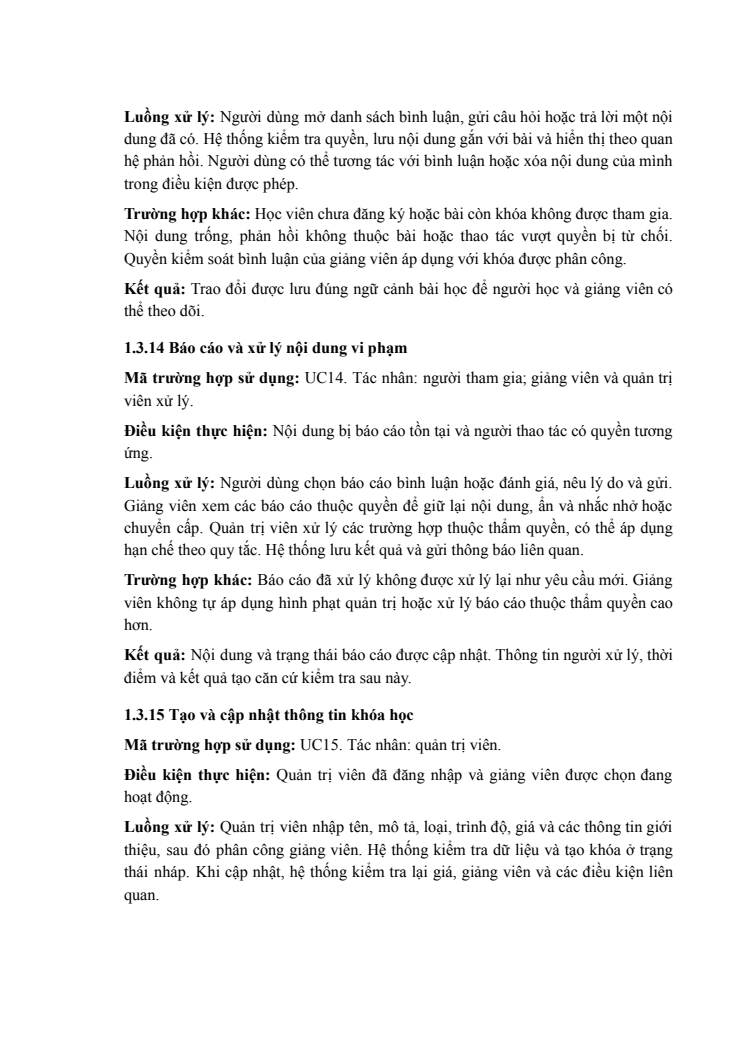 Luồng xử lý: Người dùng mở danh sách bình luận, gửi câu hỏi hoặc trả lời một nội
dung đã có. Hệ thống kiểm tra quyền, lưu nội dung gắn với bài và hiển thị theo quan
hệ phản hồi. Người dùng có thể tương tác với bình luận hoặc xóa nội dung của mình
trong điều kiện được phép.
Trường hợp khác: Học viên chưa đăng ký hoặc bài còn khóa không được tham gia.
Nội dung trống, phản hồi không thuộc bài hoặc thao tác vượt quyền bị từ chối.
Quyền kiểm soát bình luận của giảng viên áp dụng với khóa được phân công.
Kết quả: Trao đổi được lưu đúng ngữ cảnh bài học để người học và giảng viên có
thể theo dõi.
1.3.14 Báo cáo và xử lý nội dung vi phạm
Mã trường hợp sử dụng: UC14. Tác nhân: người tham gia; giảng viên và quản trị
viên xử lý.
Điều kiện thực hiện: Nội dung bị báo cáo tồn tại và người thao tác có quyền tương
ứng.
Luồng xử lý: Người dùng chọn báo cáo bình luận hoặc đánh giá, nêu lý do và gửi.
Giảng viên xem các báo cáo thuộc quyền để giữ lại nội dung, ẩn và nhắc nhở hoặc
chuyển cấp. Quản trị viên xử lý các trường hợp thuộc thẩm quyền, có thể áp dụng
hạn chế theo quy tắc. Hệ thống lưu kết quả và gửi thông báo liên quan.
Trường hợp khác: Báo cáo đã xử lý không được xử lý lại như yêu cầu mới. Giảng
viên không tự áp dụng hình phạt quản trị hoặc xử lý báo cáo thuộc thẩm quyền cao
hơn.
Kết quả: Nội dung và trạng thái báo cáo được cập nhật. Thông tin người xử lý, thời
điểm và kết quả tạo căn cứ kiểm tra sau này.
1.3.15 Tạo và cập nhật thông tin khóa học
Mã trường hợp sử dụng: UC15. Tác nhân: quản trị viên.
Điều kiện thực hiện: Quản trị viên đã đăng nhập và giảng viên được chọn đang
hoạt động.
Luồng xử lý: Quản trị viên nhập tên, mô tả, loại, trình độ, giá và các thông tin giới
thiệu, sau đó phân công giảng viên. Hệ thống kiểm tra dữ liệu và tạo khóa ở trạng
thái nháp. Khi cập nhật, hệ thống kiểm tra lại giá, giảng viên và các điều kiện liên
quan.